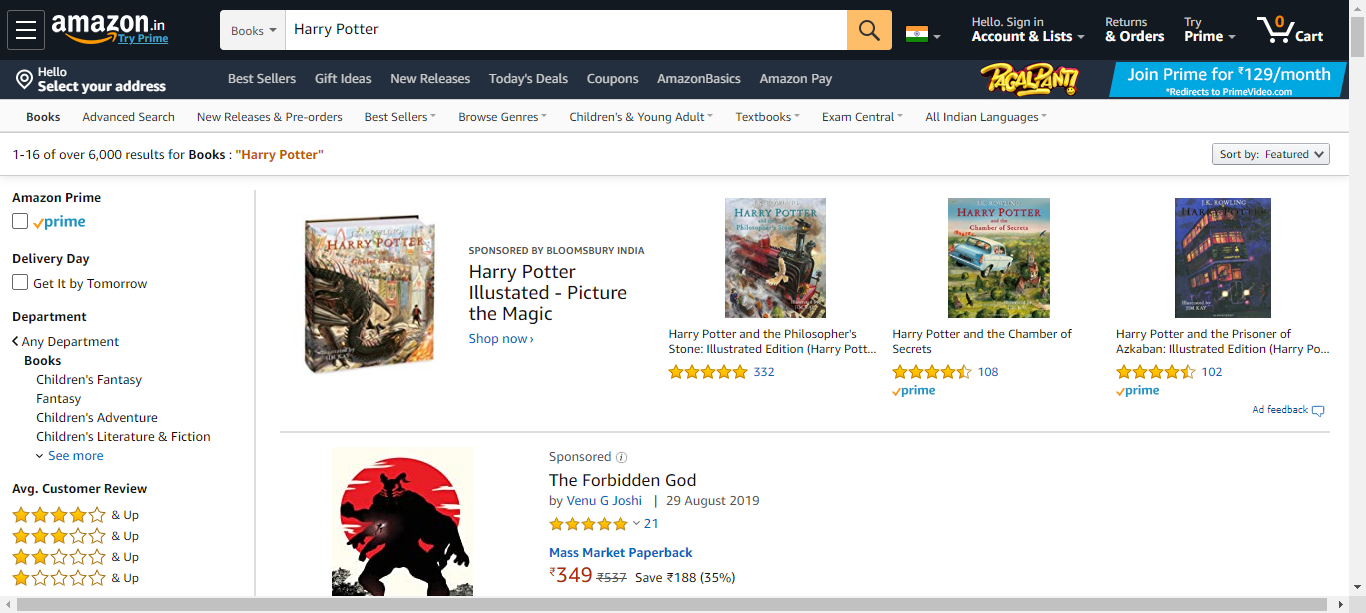 amazon.in
Try Prime
Books
Harry Potter
Hello. Sign in
Account & Lists
Returns
& Orders
Try
Prime
0
Cart
Hello
Select your address
Best Sellers
Gift Ideas
New Releases
Today's Deals
Coupons
AmazonBasics
Amazon Pay
PAGALPANTI
Join Prime for ₹129/month
*Redirects to PrimeVideo.com
Books
Advanced Search
New Releases & Pre-orders
Best Sellers
Browse Genres
Children's & Young Adult
Textbooks
Exam Central
All Indian Languages
1-16 of over 6,000 results for Books : "Harry Potter"
Sort by: Featured
Amazon Prime
prime
Delivery Day
Get It by Tomorrow
Department
Any Department
Books
Children's Fantasy
Fantasy
Children's Adventure
Children's Literature & Fiction
See more
Avg. Customer Review
& Up
& Up
& Up
& Up
J.K. ROWLING
HARRY POTTER
Illustrated by
JIM KAY
SPONSORED BY BLOOMSBURY INDIA
Harry Potter
Illustated - Picture
the Magic
Shop now ›
J.K. ROWLING
HARRY POTTER
and the
Philosopher's Stone
Harry Potter and the Philosopher's
Stone: Illustrated Edition (Harry Pott...
332
J.K. ROWLING
HARRY POTTER
and the
Chamber of Secrets
Harry Potter and the Chamber of
Secrets
108
prime
J.K. ROWLING
HARRY POTTER
Illustrated by
JIM KAY
Harry Potter and the Prisoner of
Azkaban: Illustrated Edition (Harry Po...
102
prime
Ad feedback
Sponsored
The Forbidden God
by Venu G Joshi | 29 August 2019
21
Mass Market Paperback
₹349 ₹537 Save ₹188 (35%)